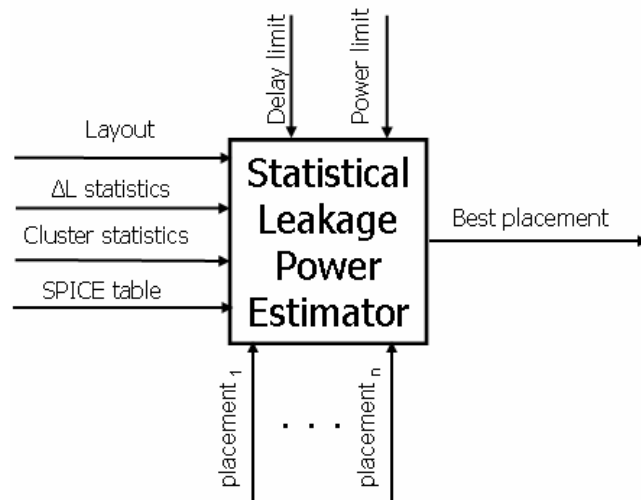 Delay limit
Power limit
Layout
ΔL statistics
Cluster statistics
SPICE table
Statistical
Leakage
Power
Estimator
Best placement
placement 1
. . .
placement n